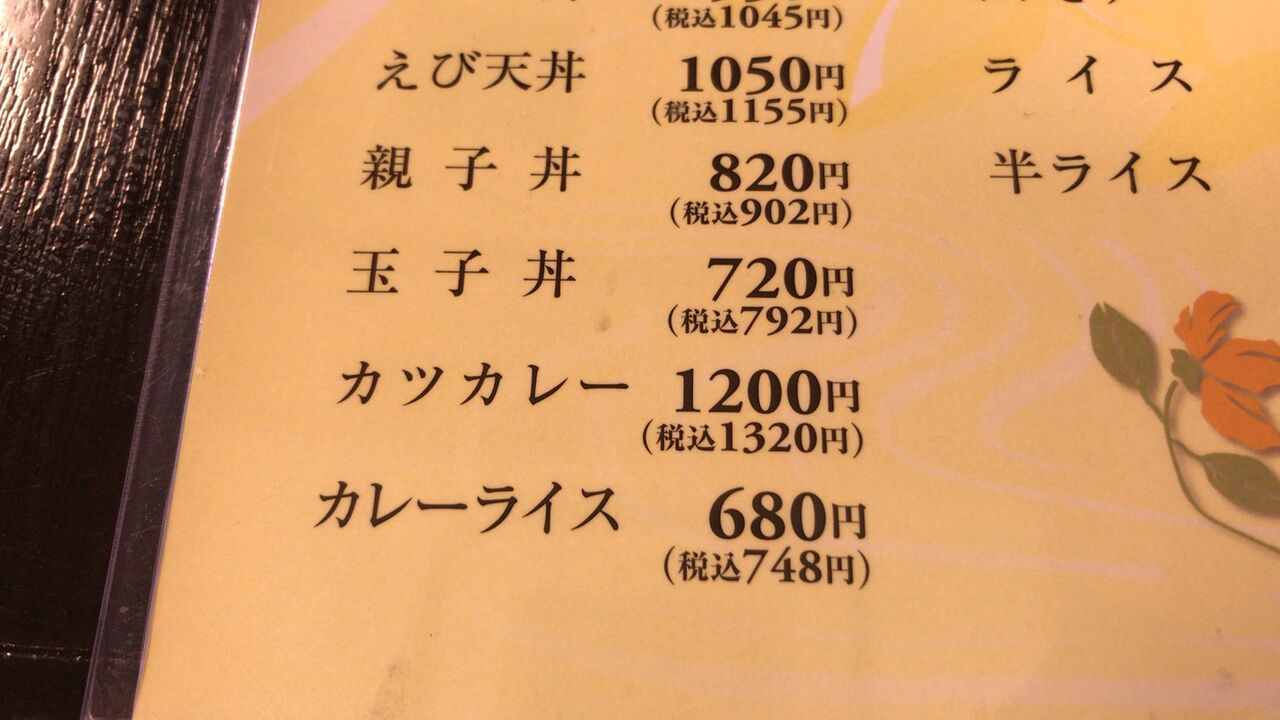 (税込1045円)
えび天丼 1050円
(税込1155円)
親子丼 820円
(税込902円)
玉子丼 720円
(税込792円)
カツカレー 1200円
(税込1320円)
カレーライス 680円
(税込748円)
ライス
半ライス